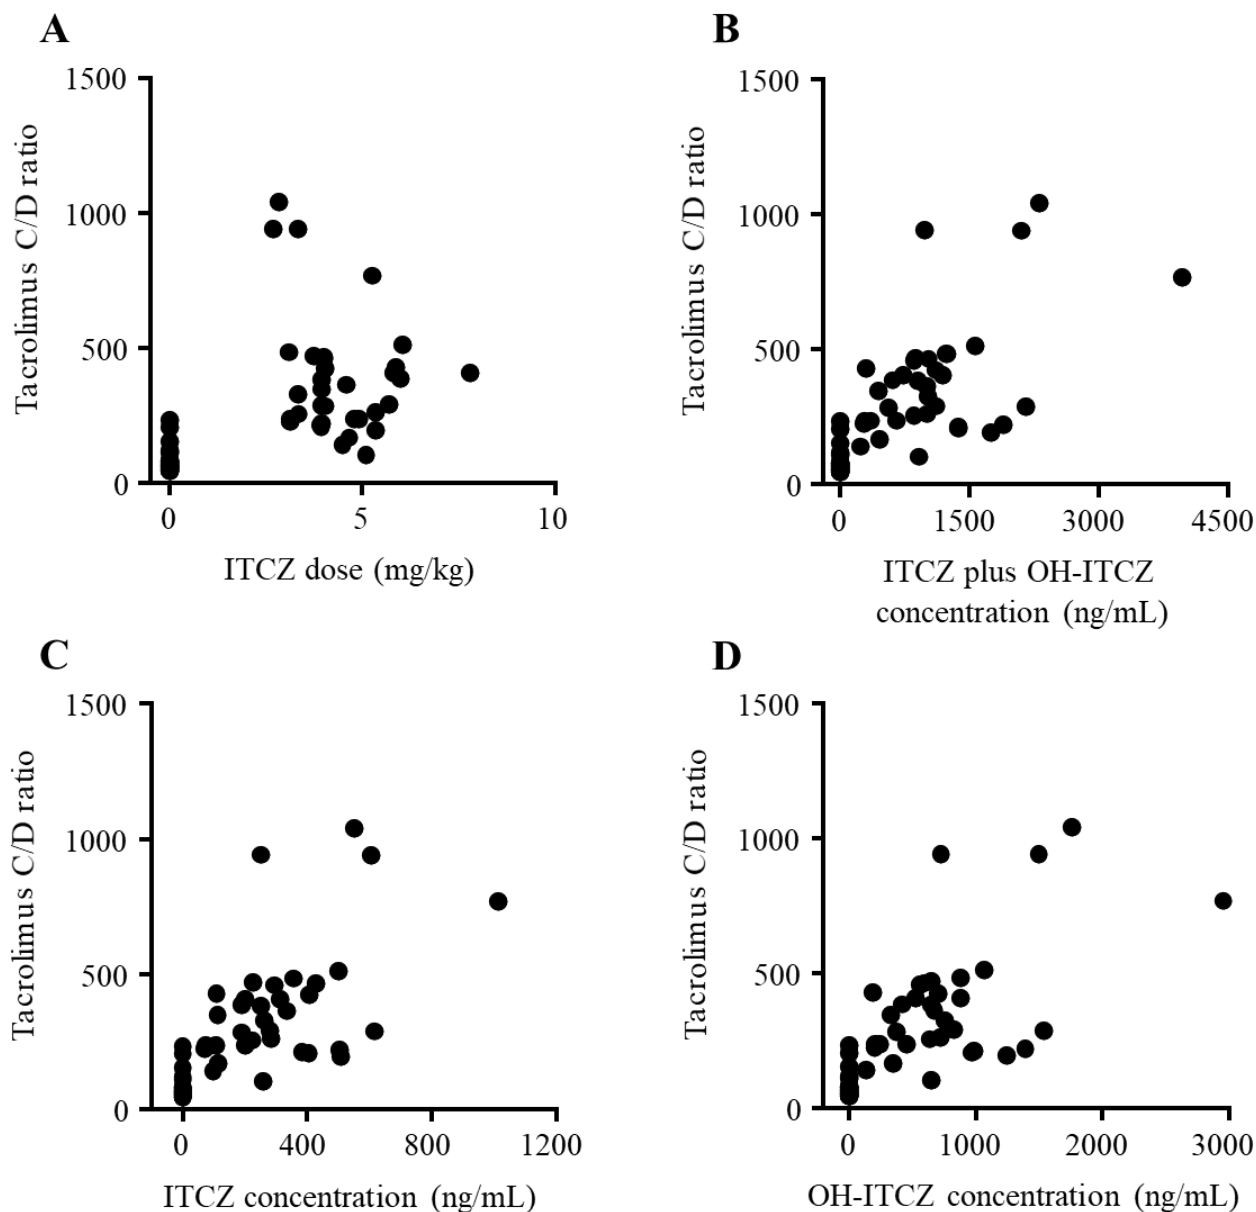 A
1500
1000
500
0
Tacrolimus C/D ratio
0 5 10
ITCZ dose (mg/kg)
B
1500
1000
500
0
Tacrolimus C/D ratio
0 1500 3000 4500
ITCZ plus OH-ITCZ
concentration (ng/mL)
C
1500
1000
500
0
Tacrolimus C/D ratio
0 400 800 1200
ITCZ concentration (ng/mL)
D
1500
1000
500
0
Tacrolimus C/D ratio
0 1000 2000 3000
OH-ITCZ concentration (ng/mL)